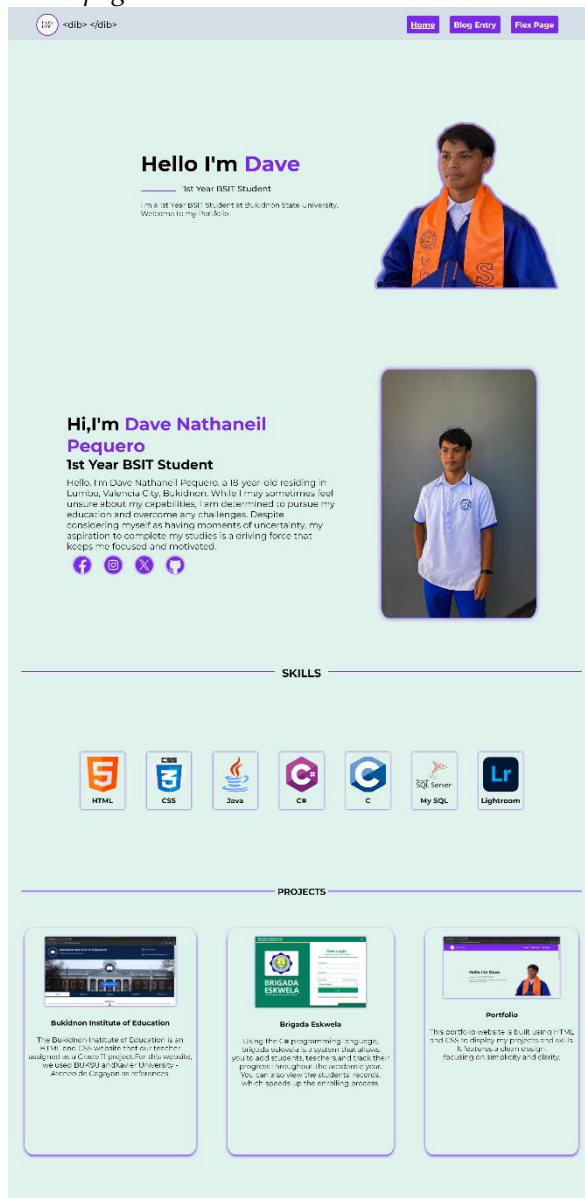 <dib> </dib>
Home Blog Entry Flex Page
Hello I'm Dave
1st Year BSIT Student
I'm a 1st Year BSIT Student at Bukidnon State University.
Welcome to my Portfolio.
Hi,I'm Dave Nathaneil
Pequero
1st Year BSIT Student
Hello, I'm Dave Nathaneil Pequero, a 18-year-old residing in
Lumbo, Valencia City, Bukidnon. While I may sometimes feel
unsure about my capabilities, I am determined to pursue my
education and overcome any challenges. Despite
considering myself as having moments of uncertainty, my
aspiration to complete my studies is a driving force that
keeps me focused and motivated.
SKILLS
CSS
SQL Server
Lr
HTML CSS Java C# C My SQL Lightroom
PROJECTS
BRIGADA
ESKWELA
User Login
Hello I'm Dave
Bukidnon Institute of Education
The Bukidnon Institute of Education is an
HTML and CSS website that our teacher
assigned as a Grade 11 project.For this website,
we used BUKSU andXavier University -
Ateneo de Cagayan as references.
Brigada Eskwela
Using the C# programming language,
brigada eskwela is a system that allows
you to add students, teachers,and track their
progress throughout the academic year.
You can also view the students' records,
which speeds up the enrolling process.
Portfolio
This portfolio website is built using HTML
and CSS to display my projects and skills.
It features a clean design,
focusing on simplicity and clarity.